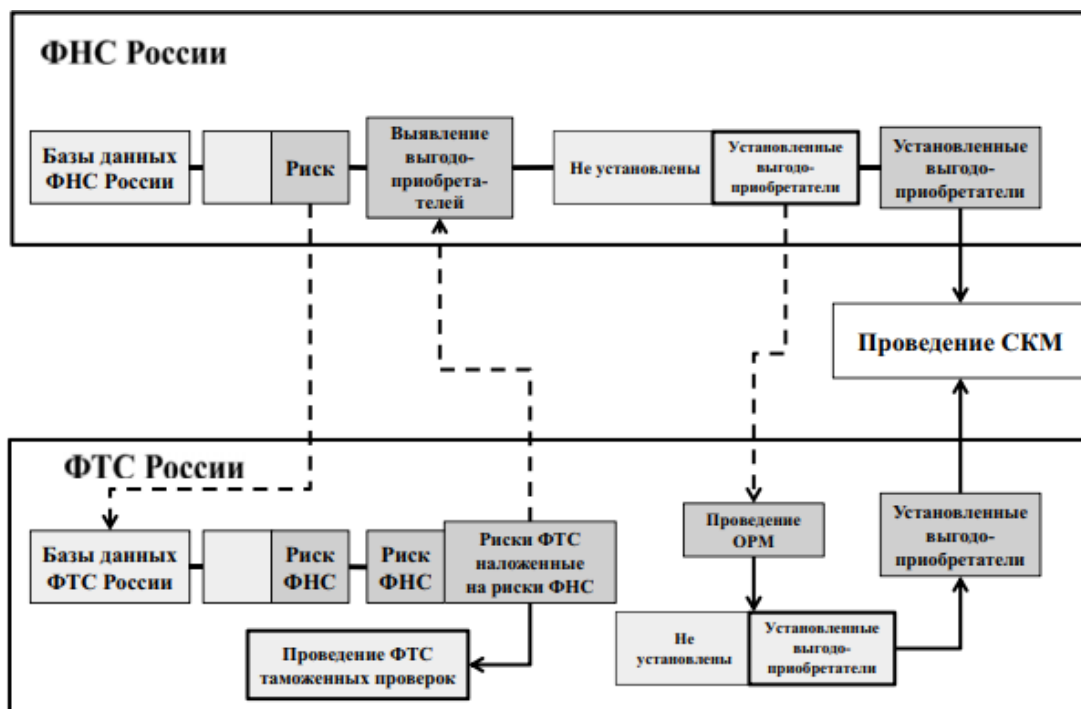 ФНС России
Базы данных
ФНС России
Риск
Выявление
выгодо-
приобрета-
телей
Не установлены
Установленные
выгодо-
приобретатели
Установленные
выгодо-
приобретатели
Проведение СКМ
ФТС России
Базы данных
ФТС России
Риск
ФНС
Риск
ФНС
Риски ФТС
наложенные
на риски ФНС
Проведение
ОРМ
Установленные
выгодо-
приобретатели
Проведение ФТС
таможенных проверок
Не
установлены
Установленные
выгодо-
приобретатели